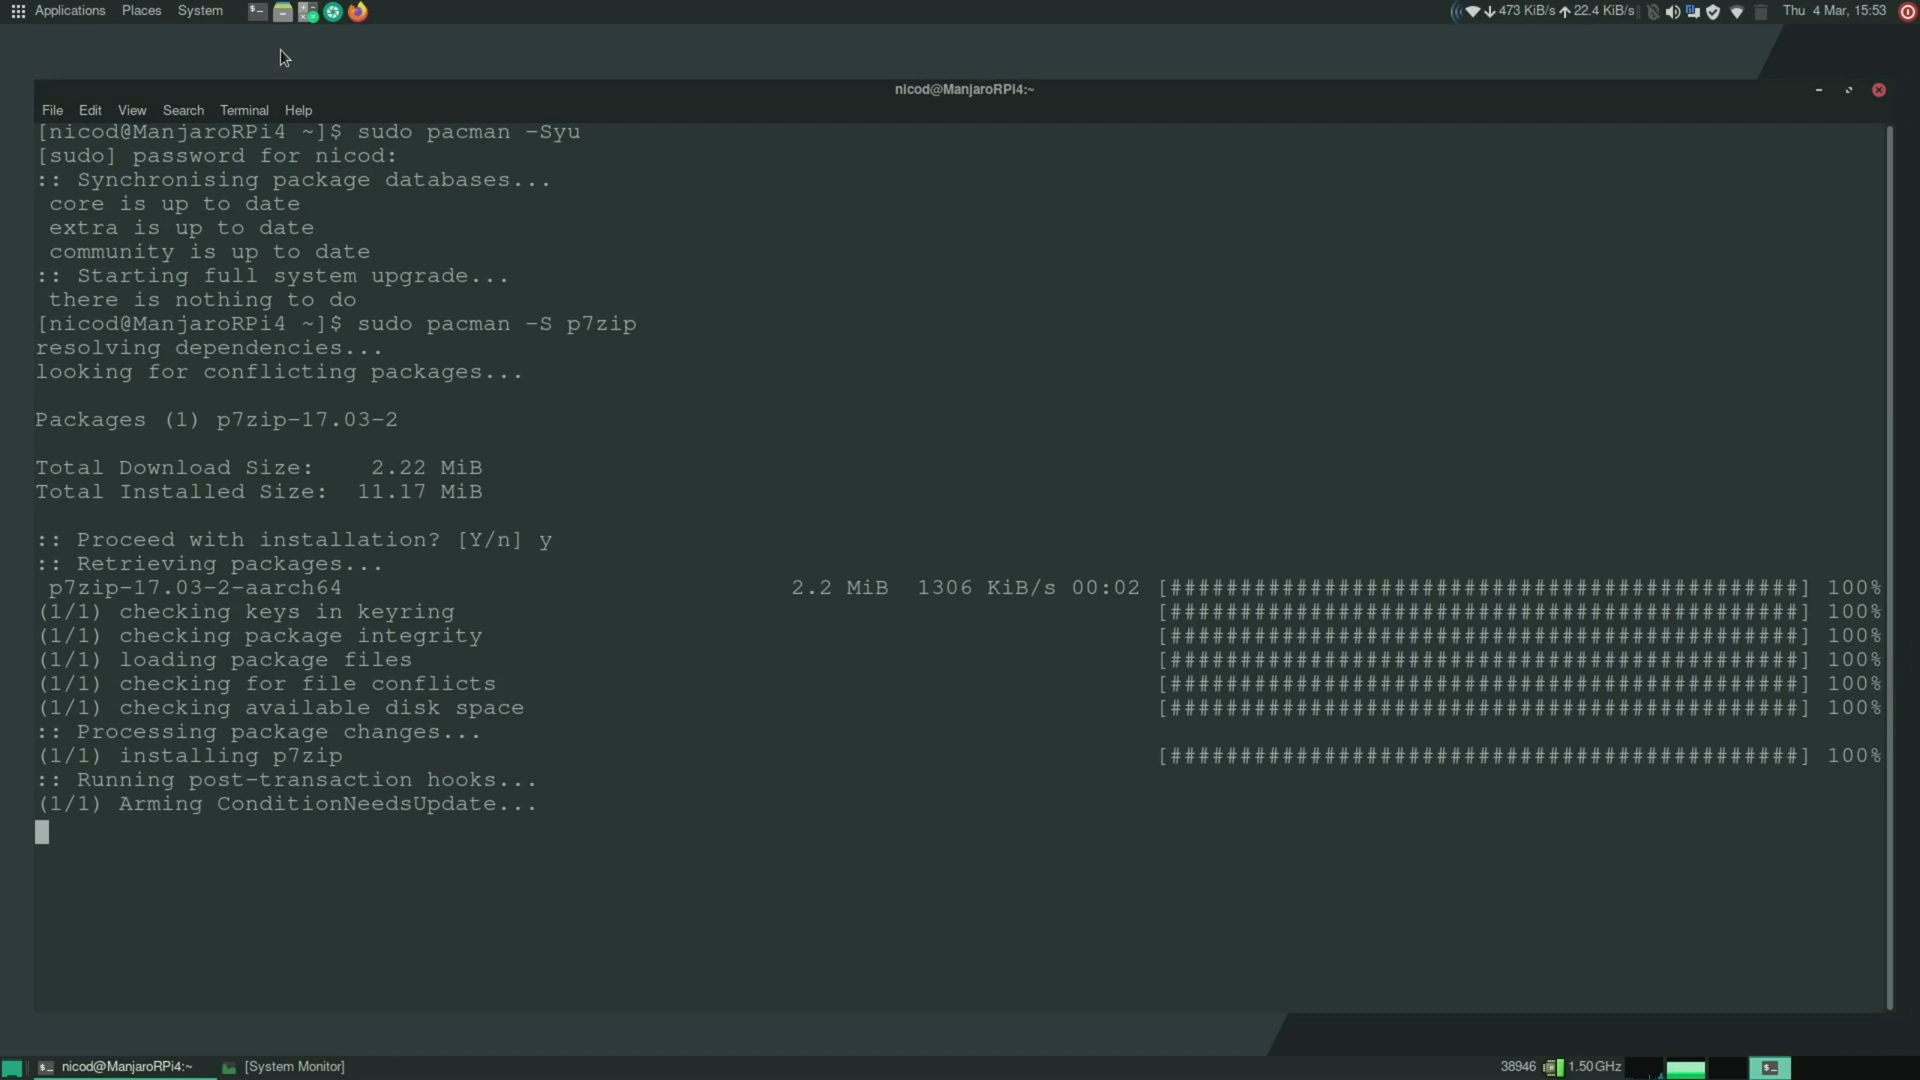 Applications Places System
473 KiB/s 22.4 KiB/s Thu 4 Mar, 15:53
nicod@ManjaroRPi4:~
File Edit View Search Terminal Help
[nicod@ManjaroRPi4 ~]$ sudo pacman -Syu
[sudo] password for nicod:
:: Synchronising package databases...
core is up to date
extra is up to date
community is up to date
:: Starting full system upgrade...
there is nothing to do
[nicod@ManjaroRPi4 ~]$ sudo pacman -S p7zip
resolving dependencies...
looking for conflicting packages...
Packages (1) p7zip-17.03-2
Total Download Size: 2.22 MiB
Total Installed Size: 11.17 MiB
:: Proceed with installation? [Y/n] y
:: Retrieving packages...
p7zip-17.03-2-aarch64 2.2 MiB 1306 KiB/s 00:02 [#############################################] 100%
(1/1) checking keys in keyring [#############################################] 100%
(1/1) checking package integrity [#############################################] 100%
(1/1) loading package files [#############################################] 100%
(1/1) checking for file conflicts [#############################################] 100%
(1/1) checking available disk space [#############################################] 100%
:: Processing package changes...
(1/1) installing p7zip [#############################################] 100%
:: Running post-transaction hooks...
(1/1) Arming ConditionNeedsUpdate...
nicod@ManjaroRPi4:~ [System Monitor] 38946 1.50GHz